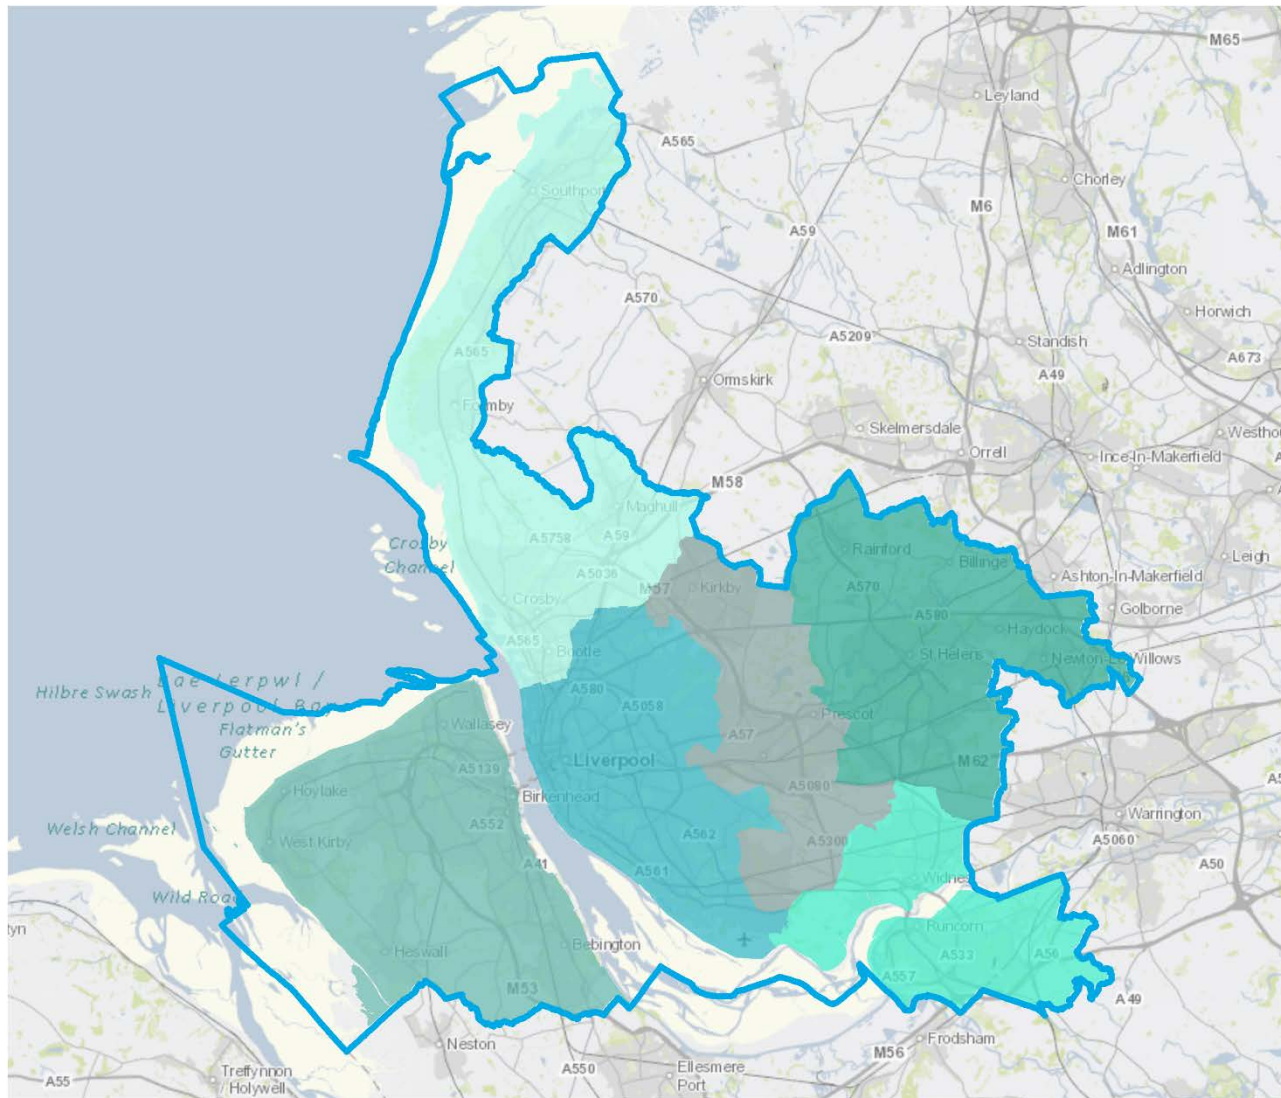 M65
Leyland
A565
Chorley
Southport
M6
A59
M61
Adlington
A570
Horwich
A5209
Standish
A565
A673
A49
Ormskirk
Formby
Skelmersdale
Orrell
Ince-In-Makerfield
M58
Maghull
Crosby
Channel
A5758
A59
Rainford
Billinge
Leigh
A5036
M57
Kirkby
A570
Ashton-In-Makerfield
Crosby
Golborne
A580
Haydock
A565
Bootle
St Helens
Newton-Le-Willows
Bae Lerpwl /
Liverpool Bay
Hilbre Swash
A580
A5058
Prescot
Flatman's
Gutter
Wallasey
A57
Liverpool
M62
A5139
A5080
Hoylake
Birkenhead
Warrington
Welsh Channel
A552
A562
A5300
A5060
West Kirby
A41
A561
Widnes
A50
Wild Road
Runcorn
Heswall
Bebington
A533
A56
A557
M53
A49
Neston
M56
Frodsham
A550
Ellesmere
Port
A55
Treffynnon
Holywell